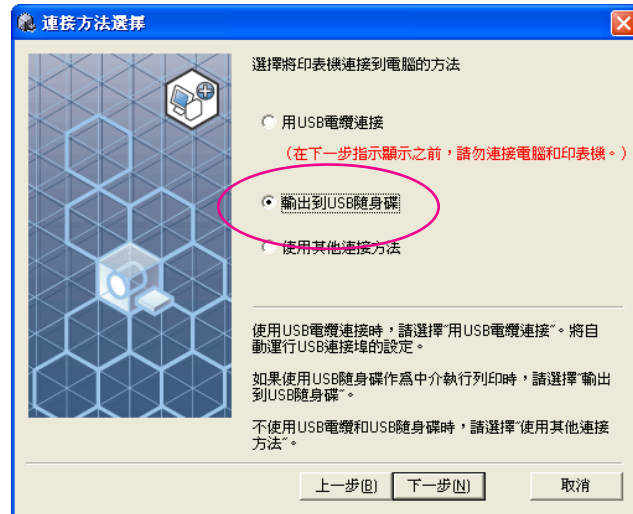 連接方法選擇
選擇將印表機連接到電腦的方法
用USB電纜連接
(在下一步指示顯示之前，請勿連接電腦和印表機。)
輸出到USB隨身碟
使用其他連接方法
使用USB電纜連接時，請選擇"用USB電纜連接"。將自
動運行USB連接埠的設定。
如果使用USB隨身碟作爲中介執行列印時，請選擇"輸出
到USB隨身碟"。
不使用USB電纜和USB隨身碟時，請選擇"使用其他連接
方法"。
上一步(B) 下一步(N) 取消